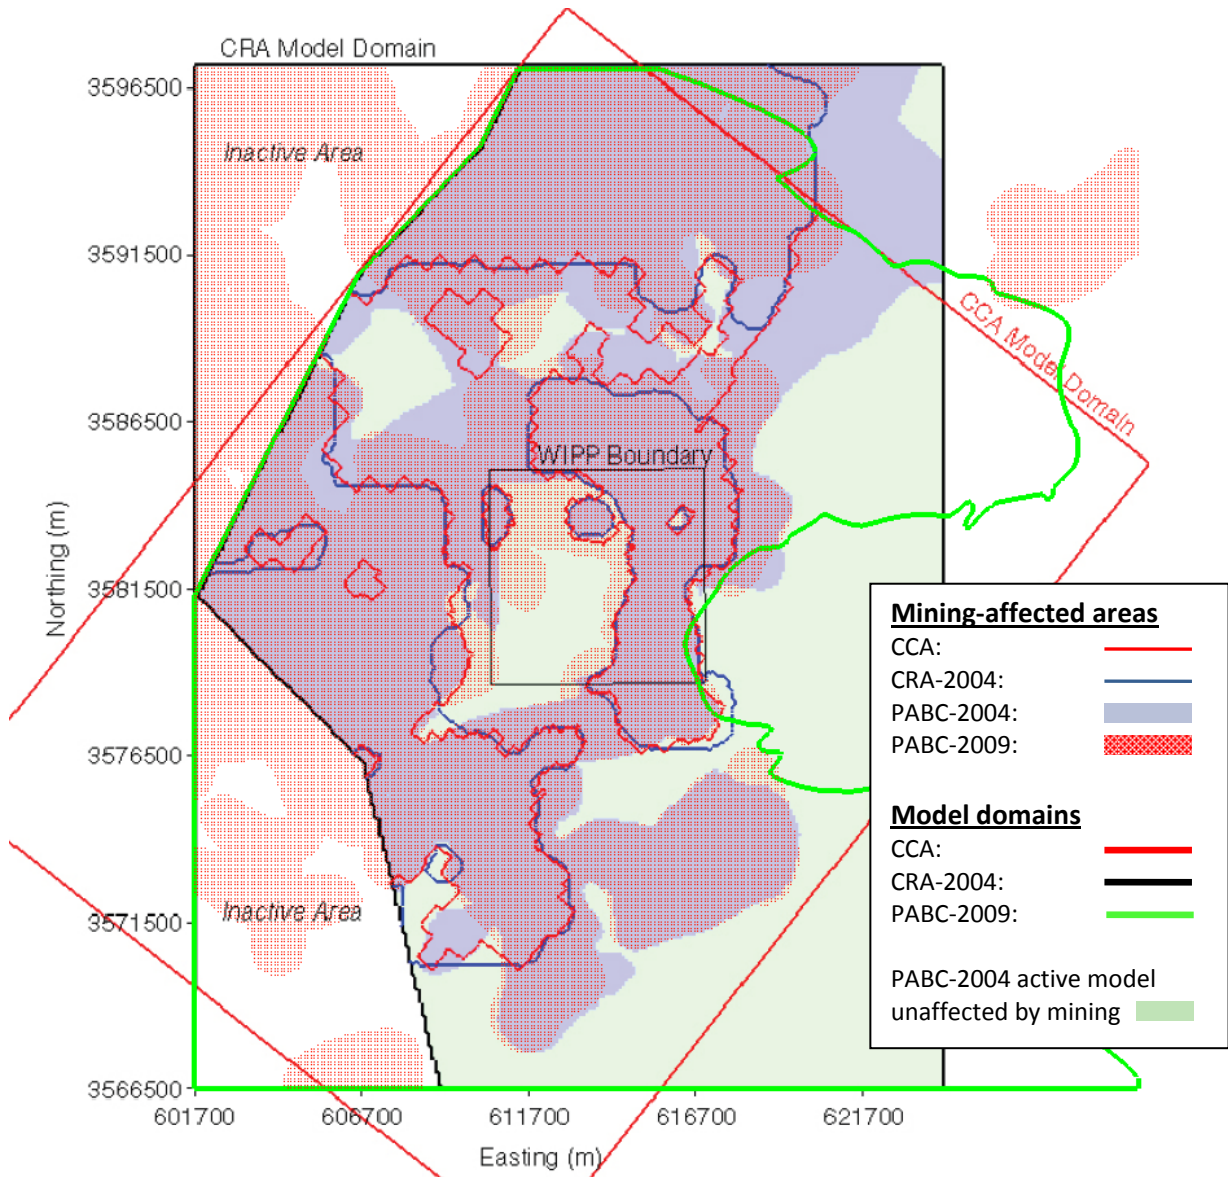 CRA Model Domain
3596500
Inactive Area
3591500
CCA Model Domain
3586500
WIPP Boundary
Northing (m)
3581500
3576500
3571500
Inactive Area
3566500
601700 606700 611700 616700 621700
Easting (m)
Mining-affected areas
CCA:
CRA-2004:
PABC-2004:
PABC-2009:
Model domains
CCA:
CRA-2004:
PABC-2009:
PABC-2004 active model
unaffected by mining